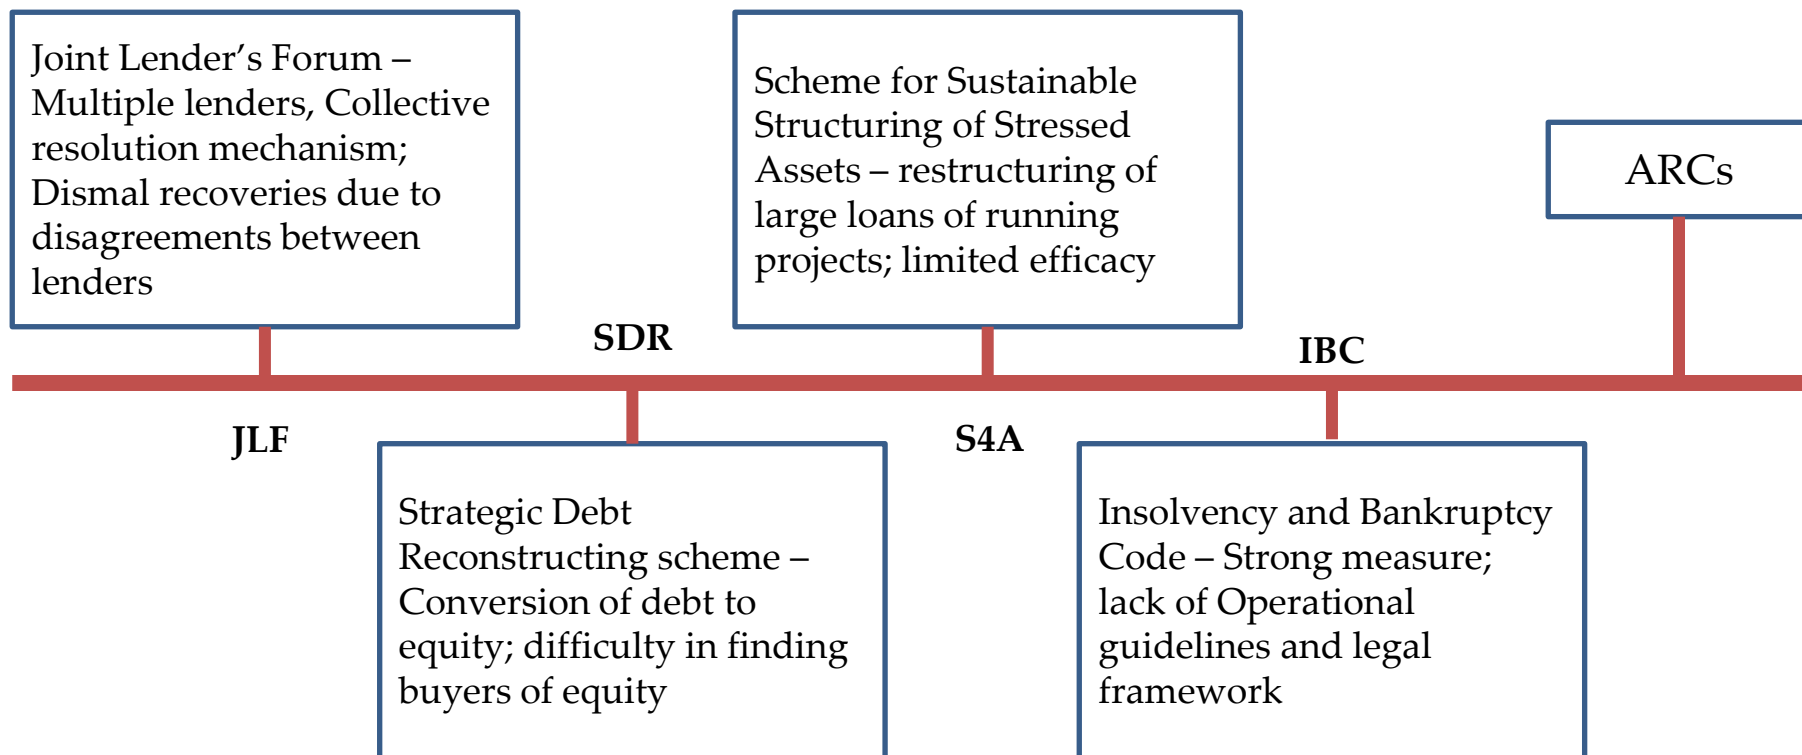 Joint Lender’s Forum –
Multiple lenders, Collective
resolution mechanism;
Dismal recoveries due to
disagreements between
lenders
Scheme for Sustainable
Structuring of Stressed
Assets – restructuring of
large loans of running
projects; limited efficacy
ARCs
SDR
IBC
JLF
S4A
Strategic Debt
Reconstructing scheme –
Conversion of debt to
equity; difficulty in finding
buyers of equity
Insolvency and Bankruptcy
Code – Strong measure;
lack of Operational
guidelines and legal
framework